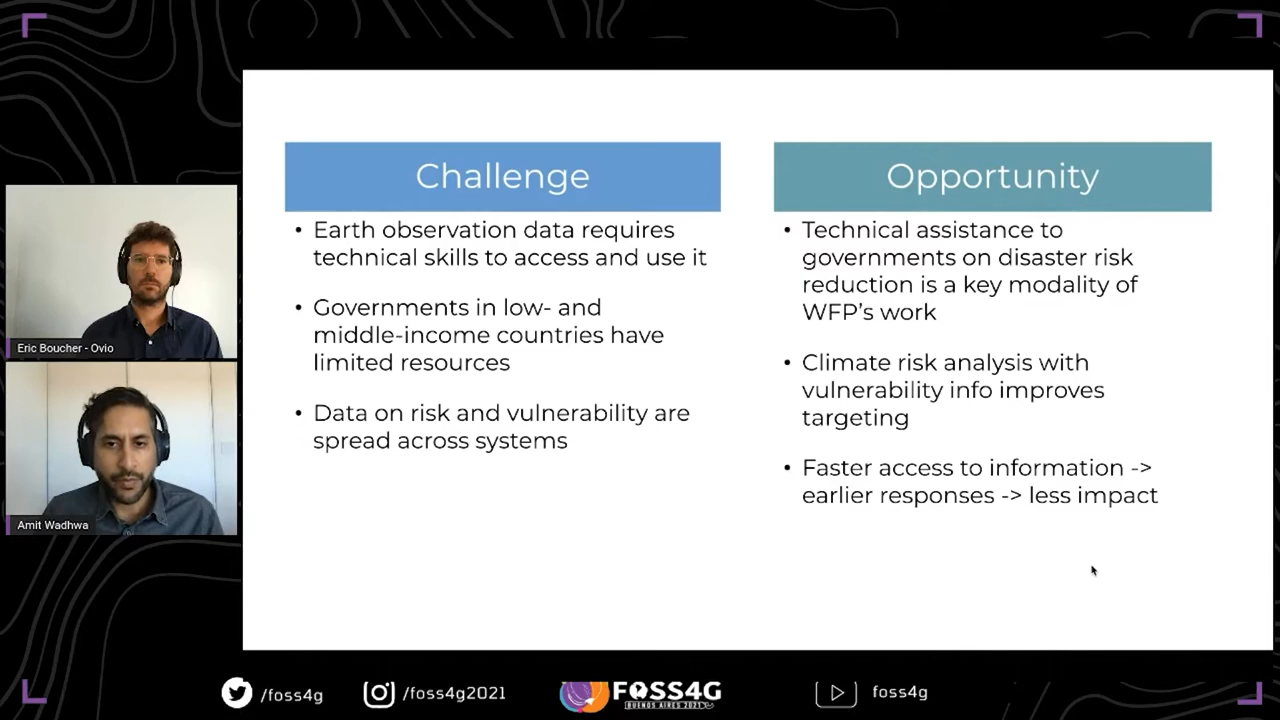 Challenge
• Earth observation data requires
technical skills to access and use it
• Governments in low- and
middle-income countries have
limited resources
• Data on risk and vulnerability are
spread across systems
Opportunity
• Technical assistance to
governments on disaster risk
reduction is a key modality of
WFP's work
• Climate risk analysis with
vulnerability info improves
targeting
• Faster access to information ->
earlier responses -> less impact
Eric Boucher - Ovio
Amit Wadhwa
/foss4g
/foss4g2021
FOSS4G
BUENOS AIRES 2021
foss4g